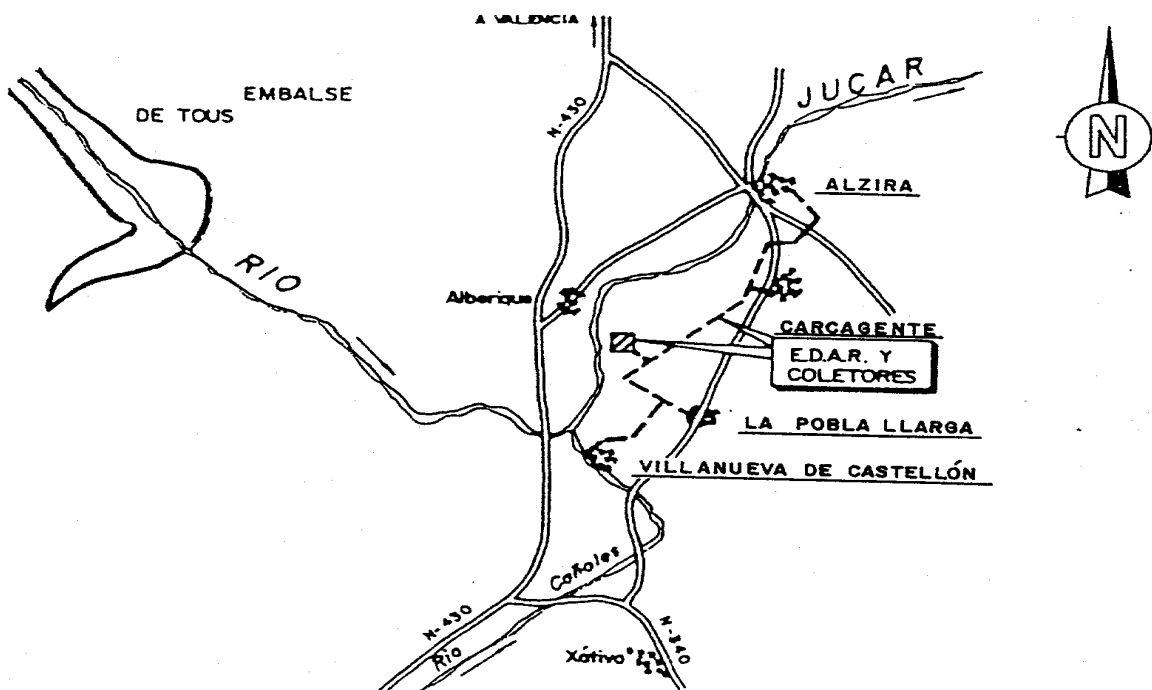 A VALENCIA
EMBALSE
DE TOUS
N-430
JUCAR
N
ALZIRA
RIO
Alberique
CARCAGENTE
E.D.A.R. Y
COLETORES
LA POBLA LLARGA
VILLANUEVA DE CASTELLÓN
Cañoles
N-430
Rio
N-340
Xátiva